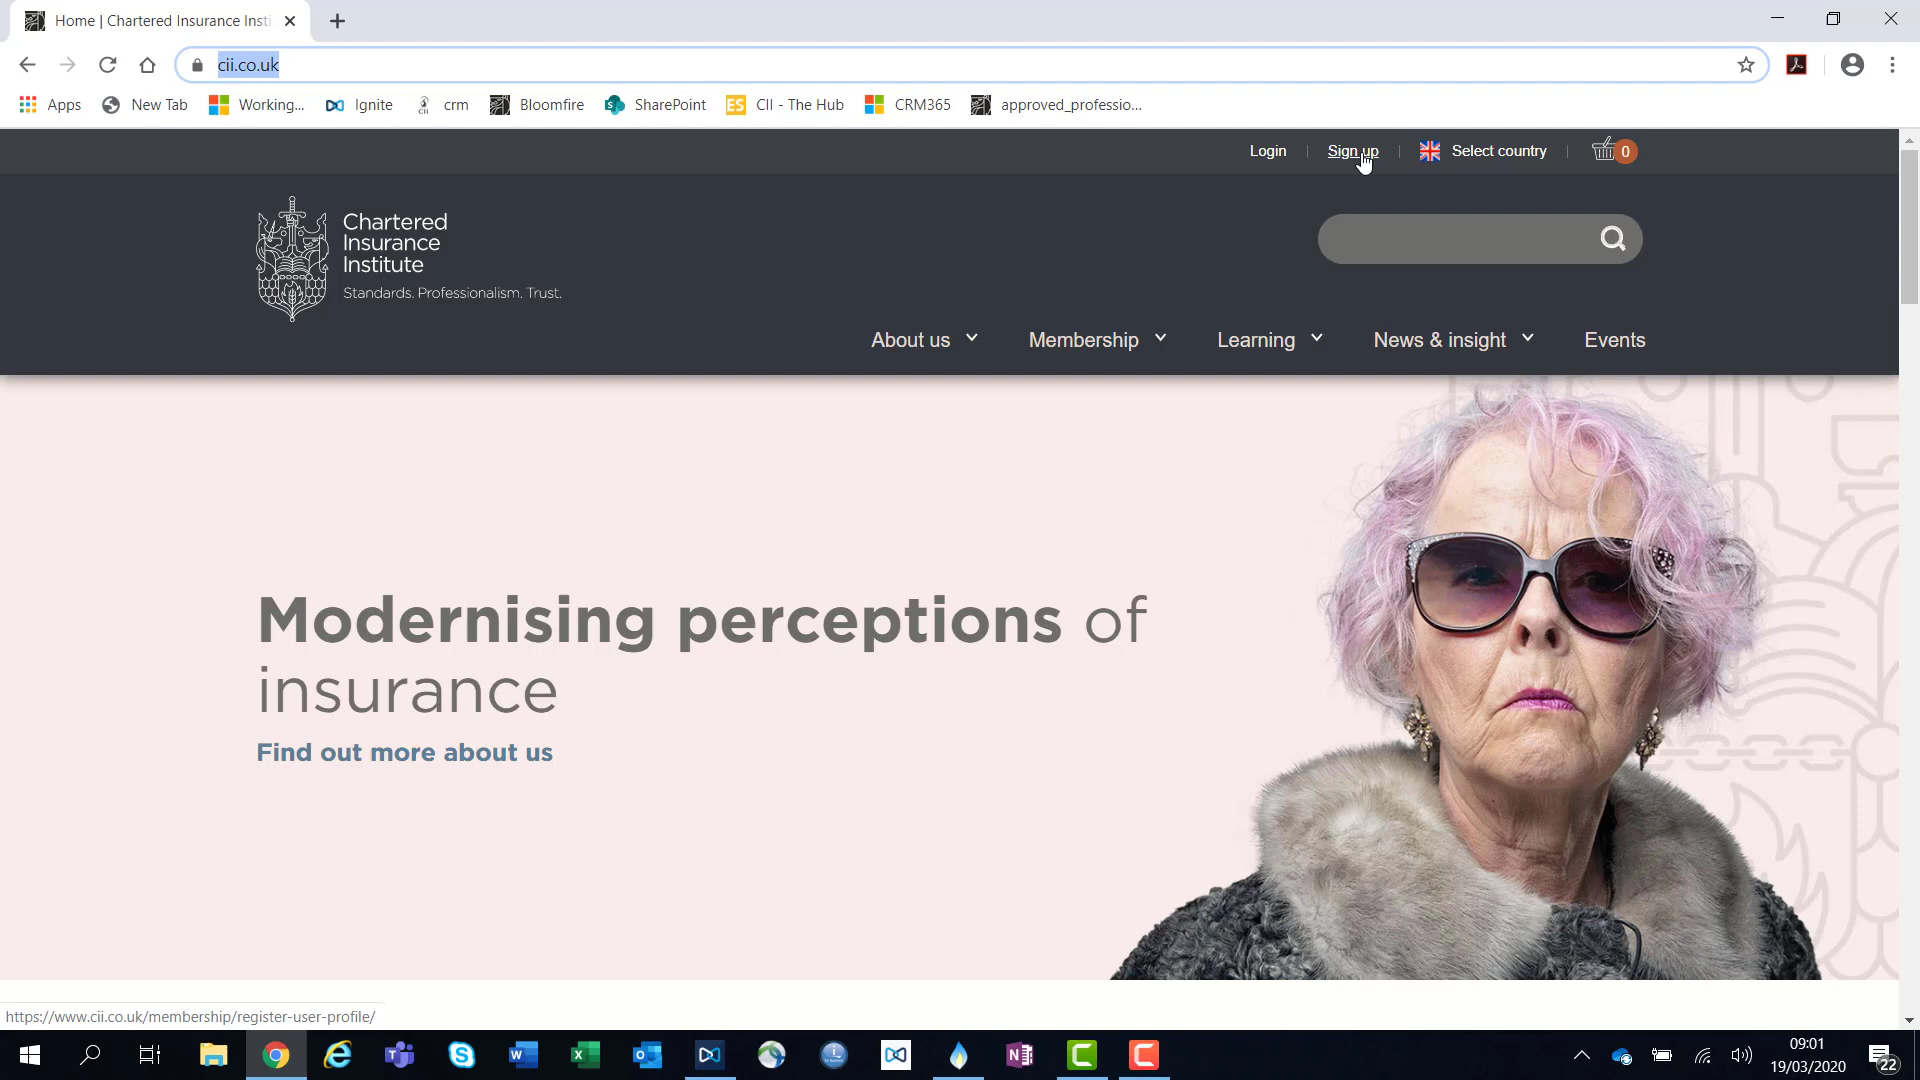 Home | Chartered Insurance Insti
cii.co.uk
Apps New Tab Working... Ignite crm Bloomfire SharePoint CII - The Hub CRM365 approved_professio...
Login Sign up Select country 0
Chartered
Insurance
Institute
Standards. Professionalism. Trust.
About us Membership Learning News & insight Events
Modernising perceptions of
insurance
Find out more about us
https://www.cii.co.uk/membership/register-user-profile/
09:01
19/03/2020
22